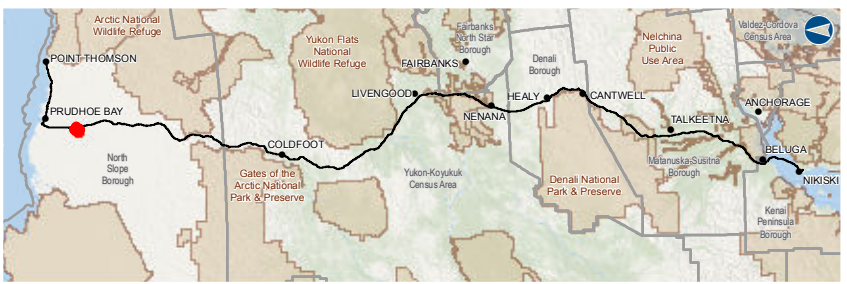 Arctic National
Wildlife Refuge
POINT THOMSON
PRUDHOE BAY
North
Slope
Borough
Yukon Flats
National
Wildlife Refuge
COLDFOOT
Gates of the
Arctic National
Park & Preserve
Fairbanks
North Star
Borough
FAIRBANKS
LIVENGOOD
NENANA
Yukon-Koyukuk
Census Area
Denali
Borough
HEALY
CANTWELL
Denali National
Park & Preserve
Nelchina
Public
Use Area
TALKEETNA
Matanuska-Susitna
Borough
Valdez-Cordova
Census Area
ANCHORAGE
BELUGA
NIKISKI
Kenai
Peninsula
Borough